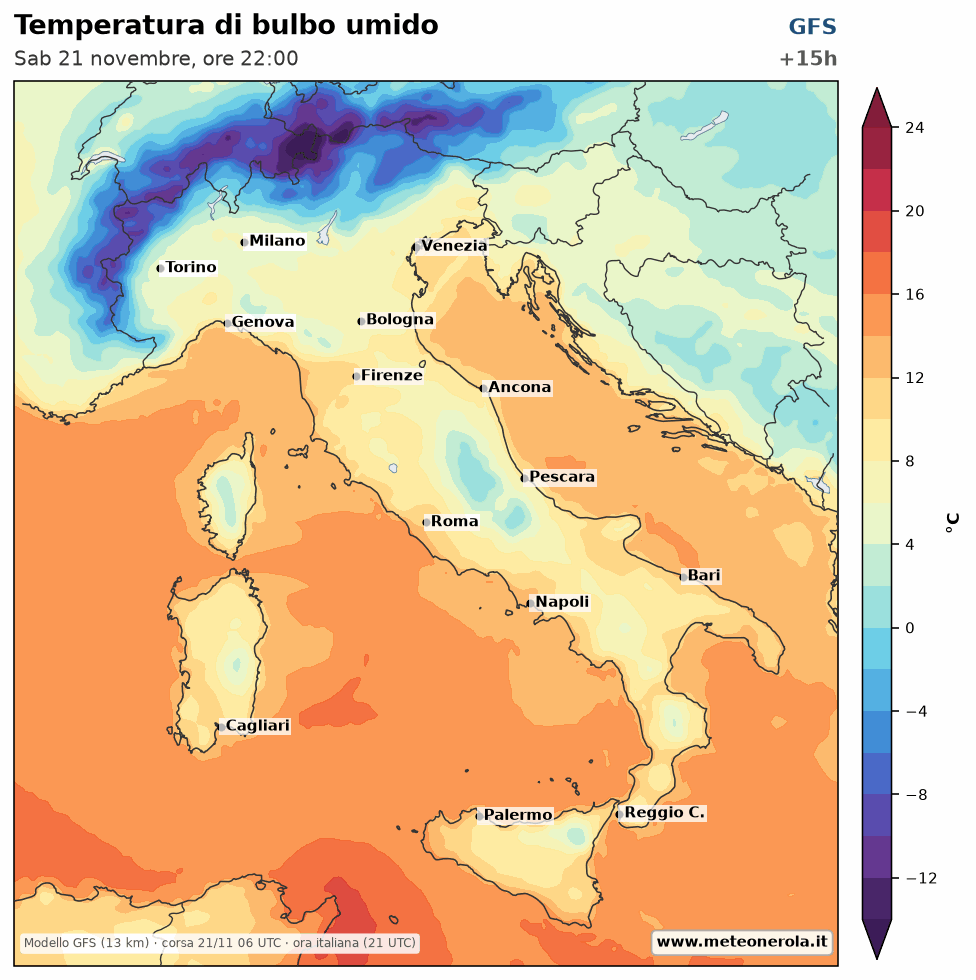 Temperatura di bulbo umido
GFS
Sab 21 novembre, ore 22:00
+15h
Milano
Venezia
Torino
Genova
Bologna
Firenze
Ancona
Pescara
Roma
Bari
Napoli
Cagliari
Palermo
Reggio C.
24
20
16
12
8
4
0
−4
−8
−12
°C
Modello GFS (13 km) · corsa 21/11 06 UTC · ora italiana (21 UTC)
www.meteonerola.it